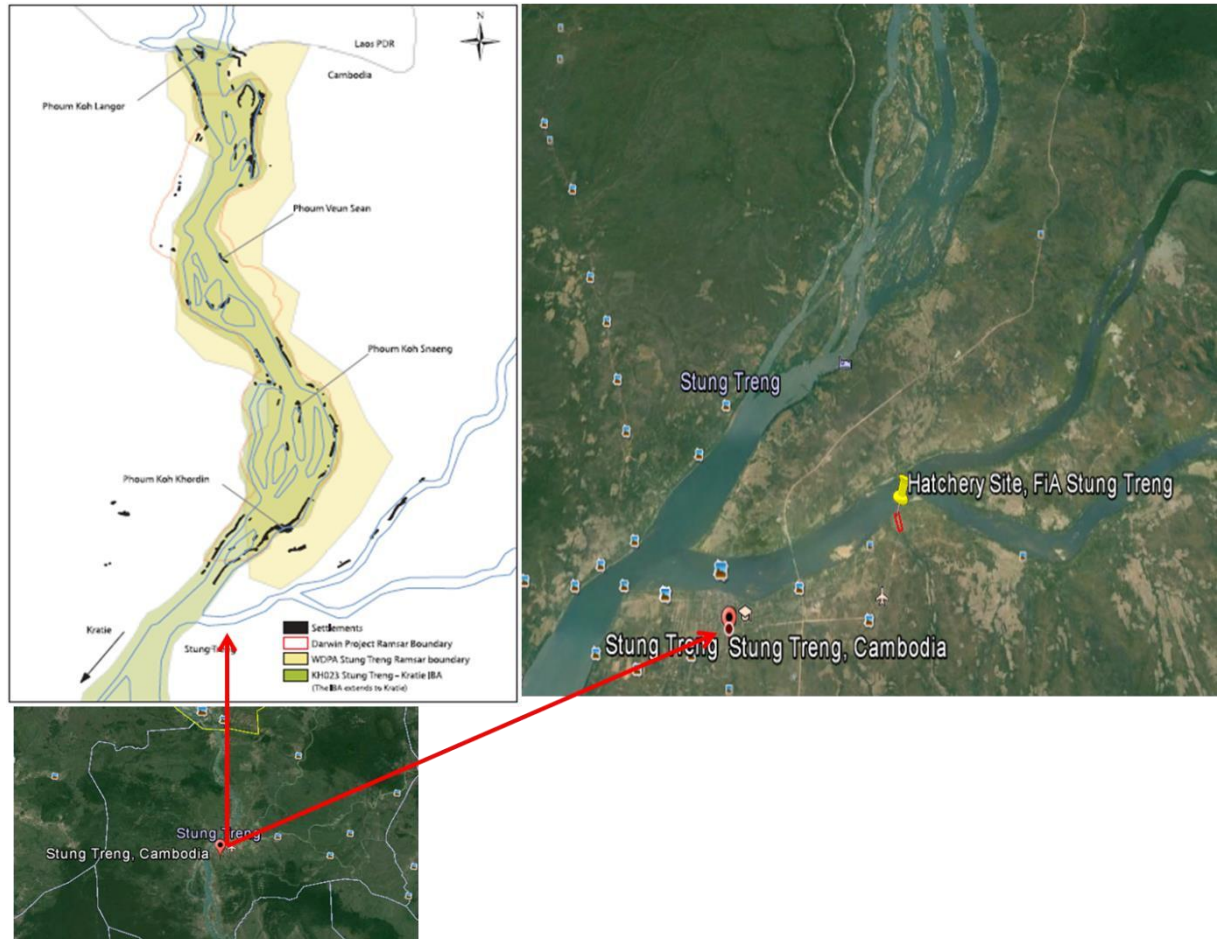 N
Laos PDR
Cambodia
Phoum Koh Langor
Phoum Veun Sean
Phoum Koh Snaeng
Phoum Koh Khordin
Kratie
Stung
Settlements
Darwin Project Ramsar Boundary
WDPA Stung Treng Ramsar boundary
KH023 Stung Treng – Kratie IBA
(The IBA extends to Kratie)
Stung Treng
Hatchery Site, FiA Stung Treng
Stung Treng
Stung Treng, Cambodia
Stung Treng
Stung Treng, Cambodia